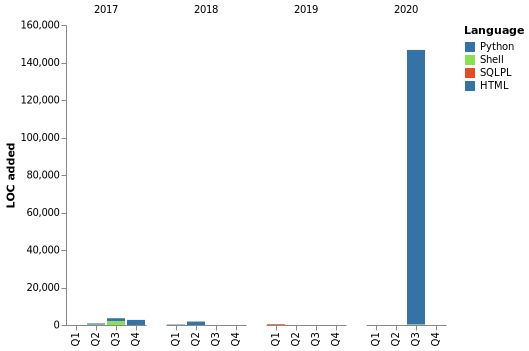 2017 2018 2019 2020
Language
Python
Shell
SQLPL
HTML
LOC added
160,000
140,000
120,000
100,000
80,000
60,000
40,000
20,000
0
Q1 Q2 Q3 Q4 Q1 Q2 Q3 Q4 Q1 Q2 Q3 Q4 Q1 Q2 Q3 Q4